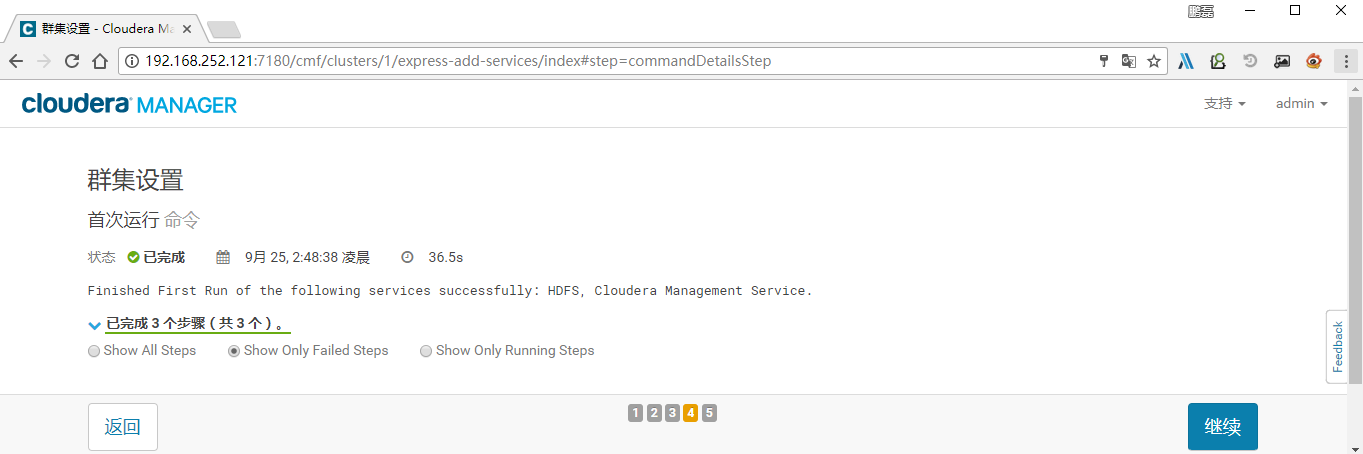 鹏磊
群集设置 - Cloudera Ma
192.168.252.121:7180/cmf/clusters/1/express-add-services/index#step=commandDetailsStep
cloudera MANAGER 支持 admin
群集设置
首次运行 命令
状态 已完成 9月 25, 2:48:38 凌晨 36.5s
Finished First Run of the following services successfully: HDFS, Cloudera Management Service.
已完成 3 个步骤（共 3 个）。
Show All Steps Show Only Failed Steps Show Only Running Steps
Feedback
返回 1 2 3 4 5 继续